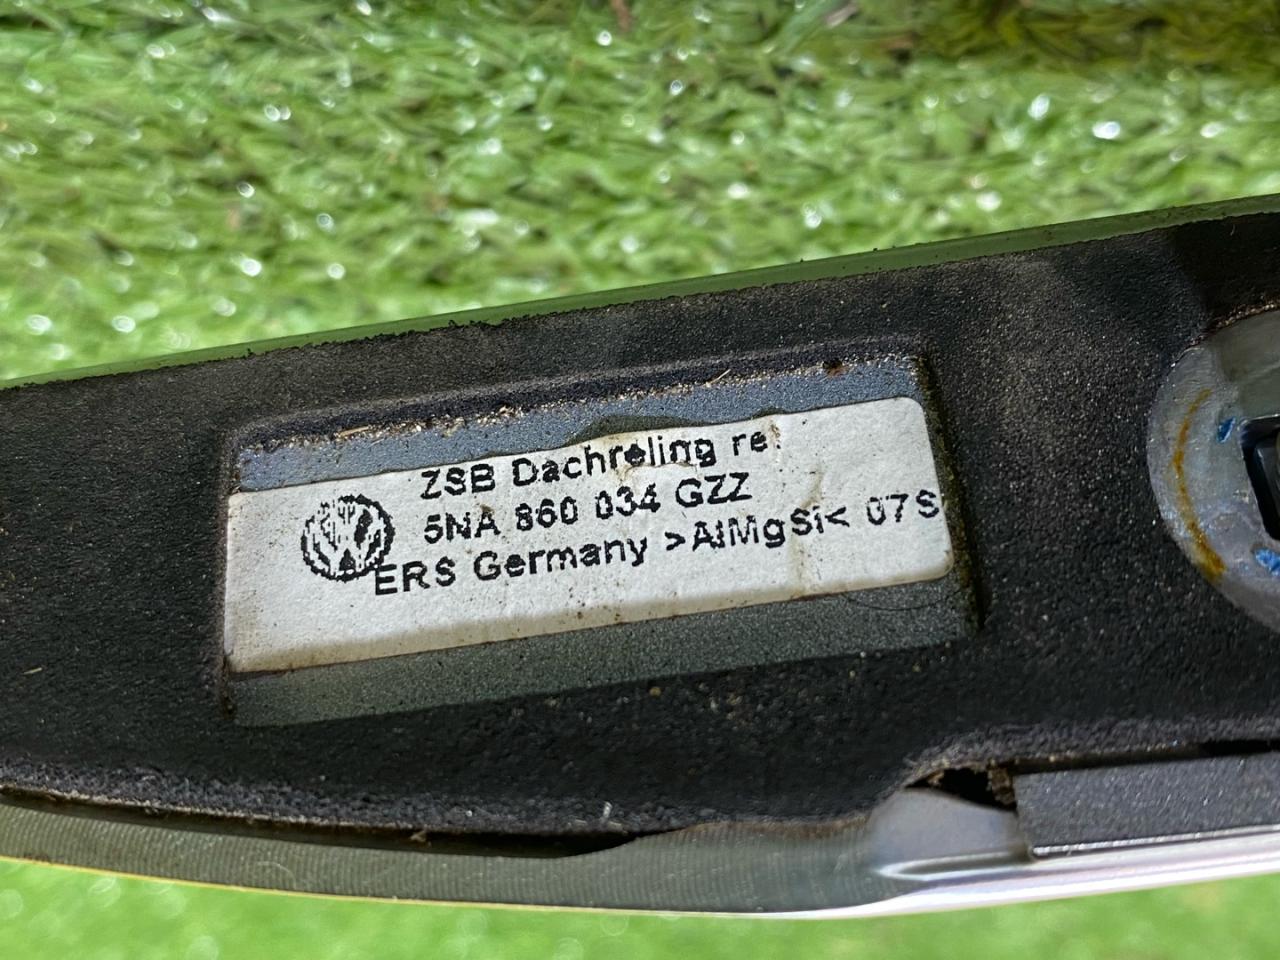 ZSB Dachreling re.
5NA 860 034 GZZ
ERS Germany >AlMgSi< 07S